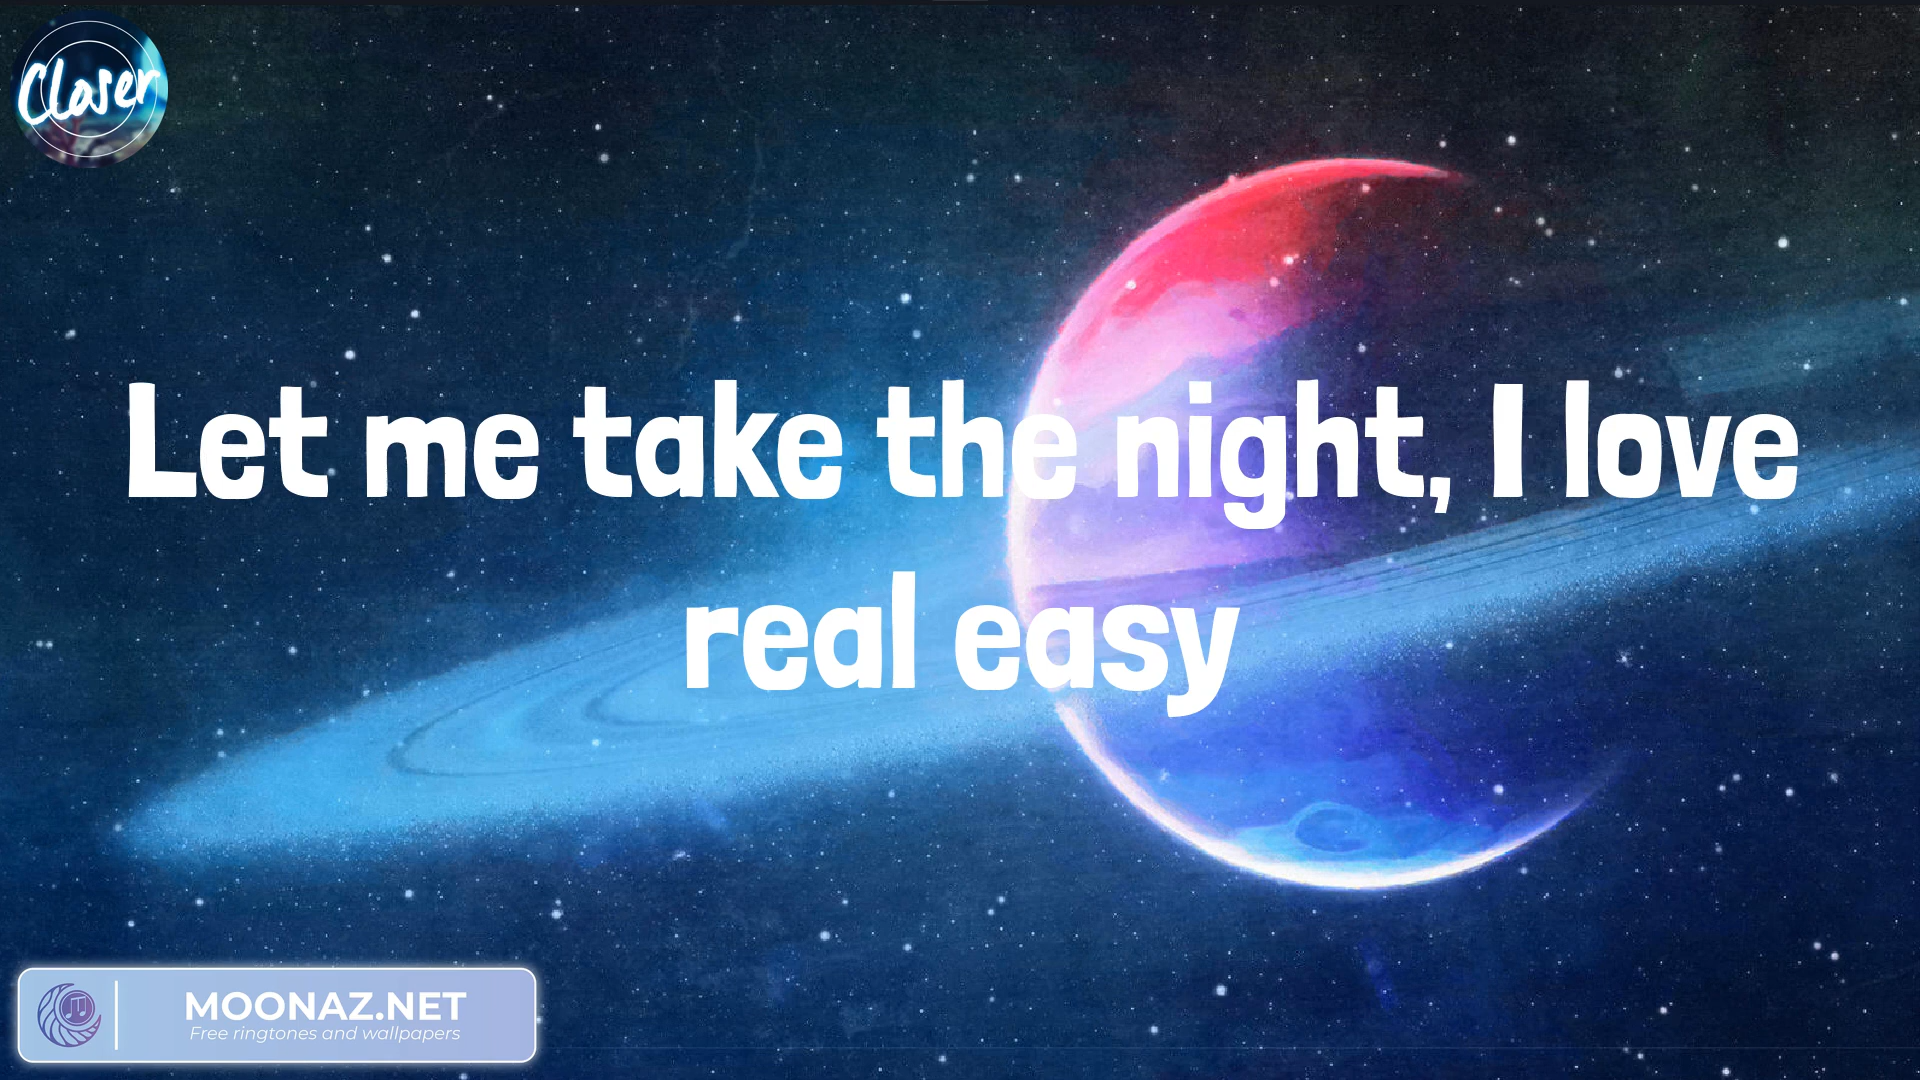 Closer
Let me take the night, I love
real easy
MOONAZ.NET
Free ringtones and wallpapers